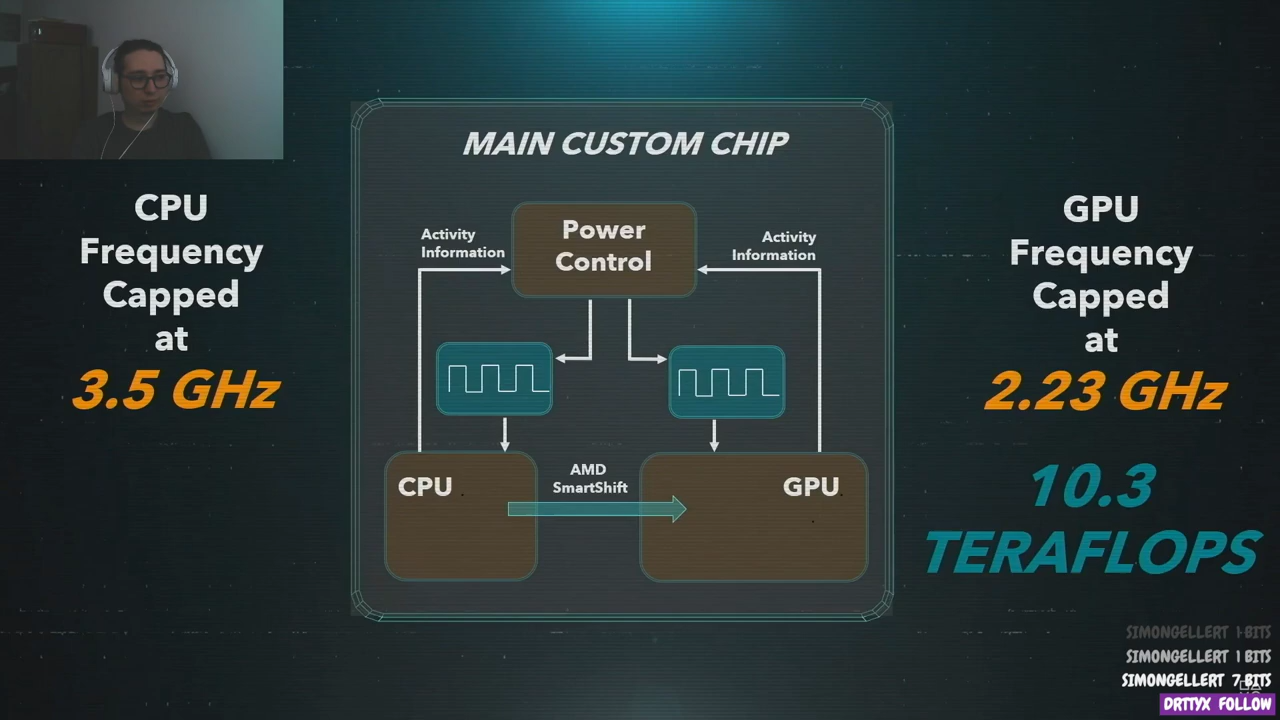 MAIN CUSTOM CHIP
CPU
Frequency
Capped
at
3.5 GHz
Activity
Information
Power
Control
Activity
Information
CPU
AMD
SmartShift
GPU
GPU
Frequency
Capped
at
2.23 GHz
10.3
TERAFLOPS
SIMONGELLERT 1 BITS
SIMONGELLERT 1 BITS
SIMONGELLERT 7 BITS
DRTTYX FOLLOW